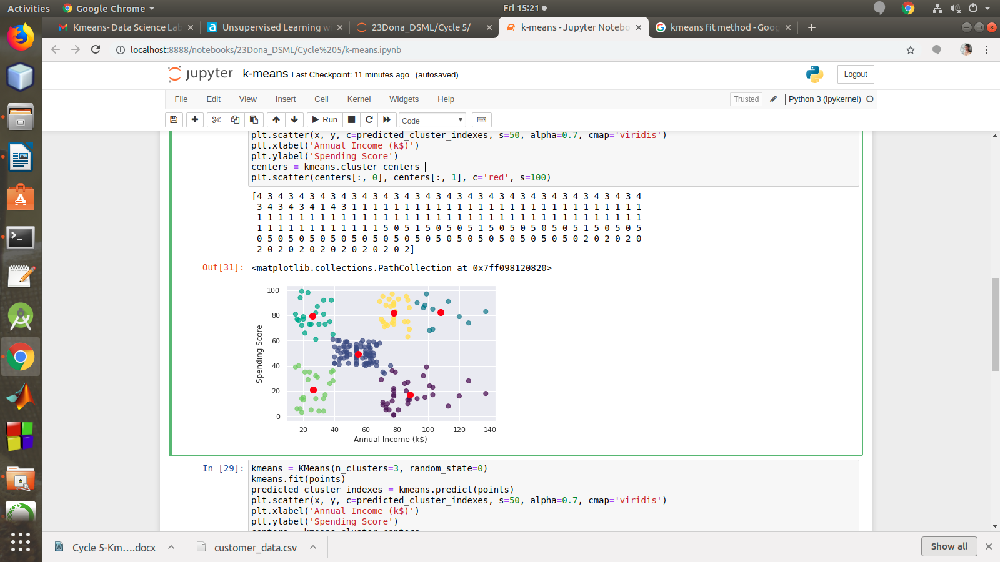 Activities
Google Chrome
Fri 15:21
Kmeans- Data Science Lab
Unsupervised Learning w
23Dona_DSML/Cycle 5/
k-means - Jupyter Notebo
kmeans fit method - Goog
localhost:8888/notebooks/23Dona_DSML/Cycle%205/k-means.ipynb
jupyter k-means Last Checkpoint: 11 minutes ago (autosaved)
Logout
File Edit View Insert Cell Kernel Widgets Help
Trusted
Python 3 (ipykernel)
Run
Code
plt.scatter(x, y, c=predicted_cluster_indexes, s=50, alpha=0.7, cmap='viridis')
plt.xlabel('Annual Income (k$)')
plt.ylabel('Spending Score')
centers = kmeans.cluster_centers_
plt.scatter(centers[:, 0], centers[:, 1], c='red', s=100)
[4 3 4 3 4 3 4 3 4 3 4 3 4 3 4 3 4 3 4 3 4 3 4 3 4 3 4 3 4 3 4 3 4 3 4 3 4
3 4 3 4 3 4 1 4 3 1 1 1 1 1 1 1 1 1 1 1 1 1 1 1 1 1 1 1 1 1 1 1 1 1 1 1 1
1 1 1 1 1 1 1 1 1 1 1 1 1 1 1 1 1 1 1 1 1 1 1 1 1 1 1 1 1 1 1 1 1 1 1 1 1
1 1 1 1 1 1 1 1 1 1 1 1 5 0 5 1 5 0 5 0 5 1 5 0 5 0 5 0 5 0 5 1 5 0 5 0 5
0 5 0 5 0 5 0 5 0 5 0 5 0 5 0 5 0 5 0 5 0 5 0 5 0 5 0 5 0 5 0 2 0 2 0 2 0
2 0 2 0 2 0 2 0 2 0 2 0 2 0 2]
Out[31]: <matplotlib.collections.PathCollection at 0x7ff098120820>
100
80
60
40
20
0
Spending Score
20 40 60 80 100 120 140
Annual Income (k$)
In [29]: kmeans = KMeans(n_clusters=3, random_state=0)
kmeans.fit(points)
predicted_cluster_indexes = kmeans.predict(points)
plt.scatter(x, y, c=predicted_cluster_indexes, s=50, alpha=0.7, cmap='viridis')
plt.xlabel('Annual Income (k$)')
plt.ylabel('Spending Score')
centers = kmeans.cluster_centers_
Cycle 5-Km....docx
customer_data.csv
Show all